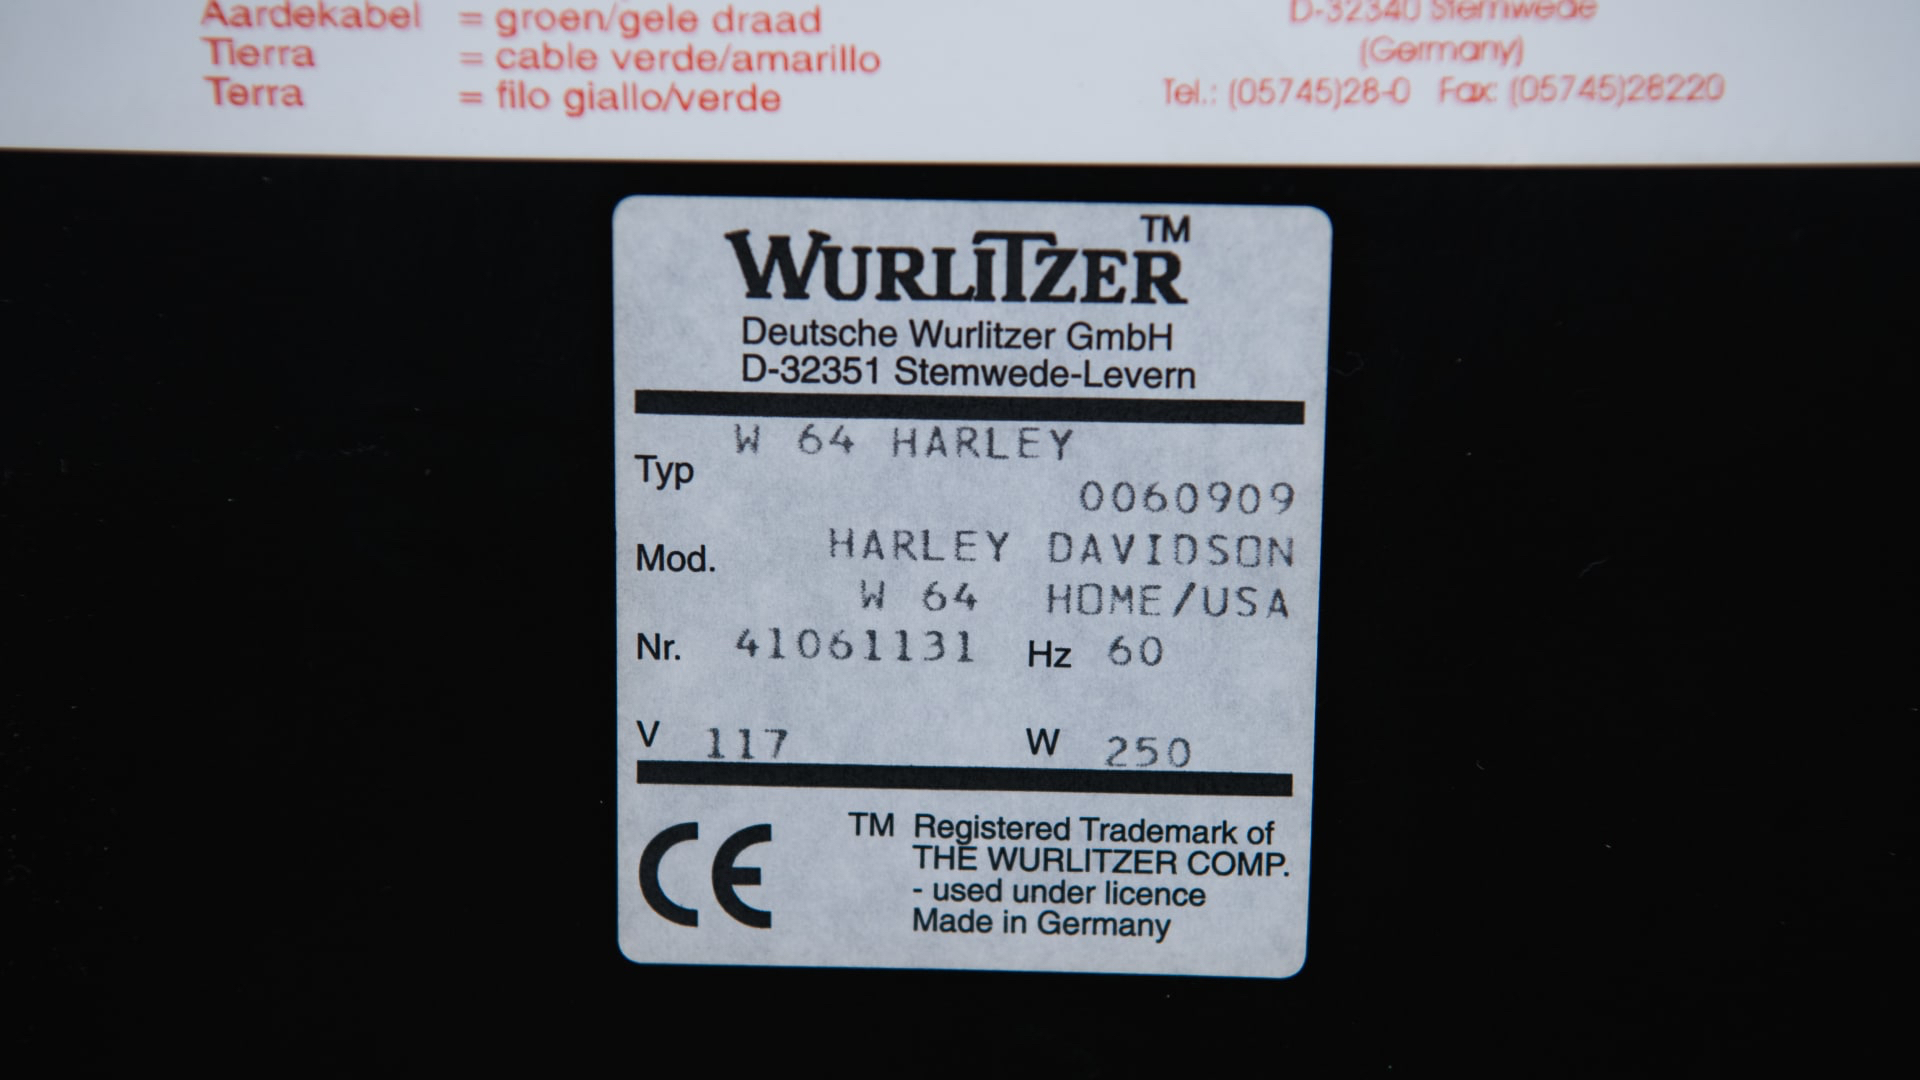 Aardekabel = groen/gele draad
Tierra = cable verde/amarillo
Terra = filo giallo/verde
D-32340 Stemwede
(Germany)
Tel.: (05745)28-0 Fax: (05745)28220
WURLITZER TM
Deutsche Wurlitzer GmbH
D-32351 Stemwede-Levern
W 64 HARLEY
Typ
0060909
HARLEY DAVIDSON
Mod.
W 64 HOME/USA
Nr. 41061131 Hz 60
V 117 W 250
CE
TM Registered Trademark of
THE WURLITZER COMP.
- used under licence
Made in Germany